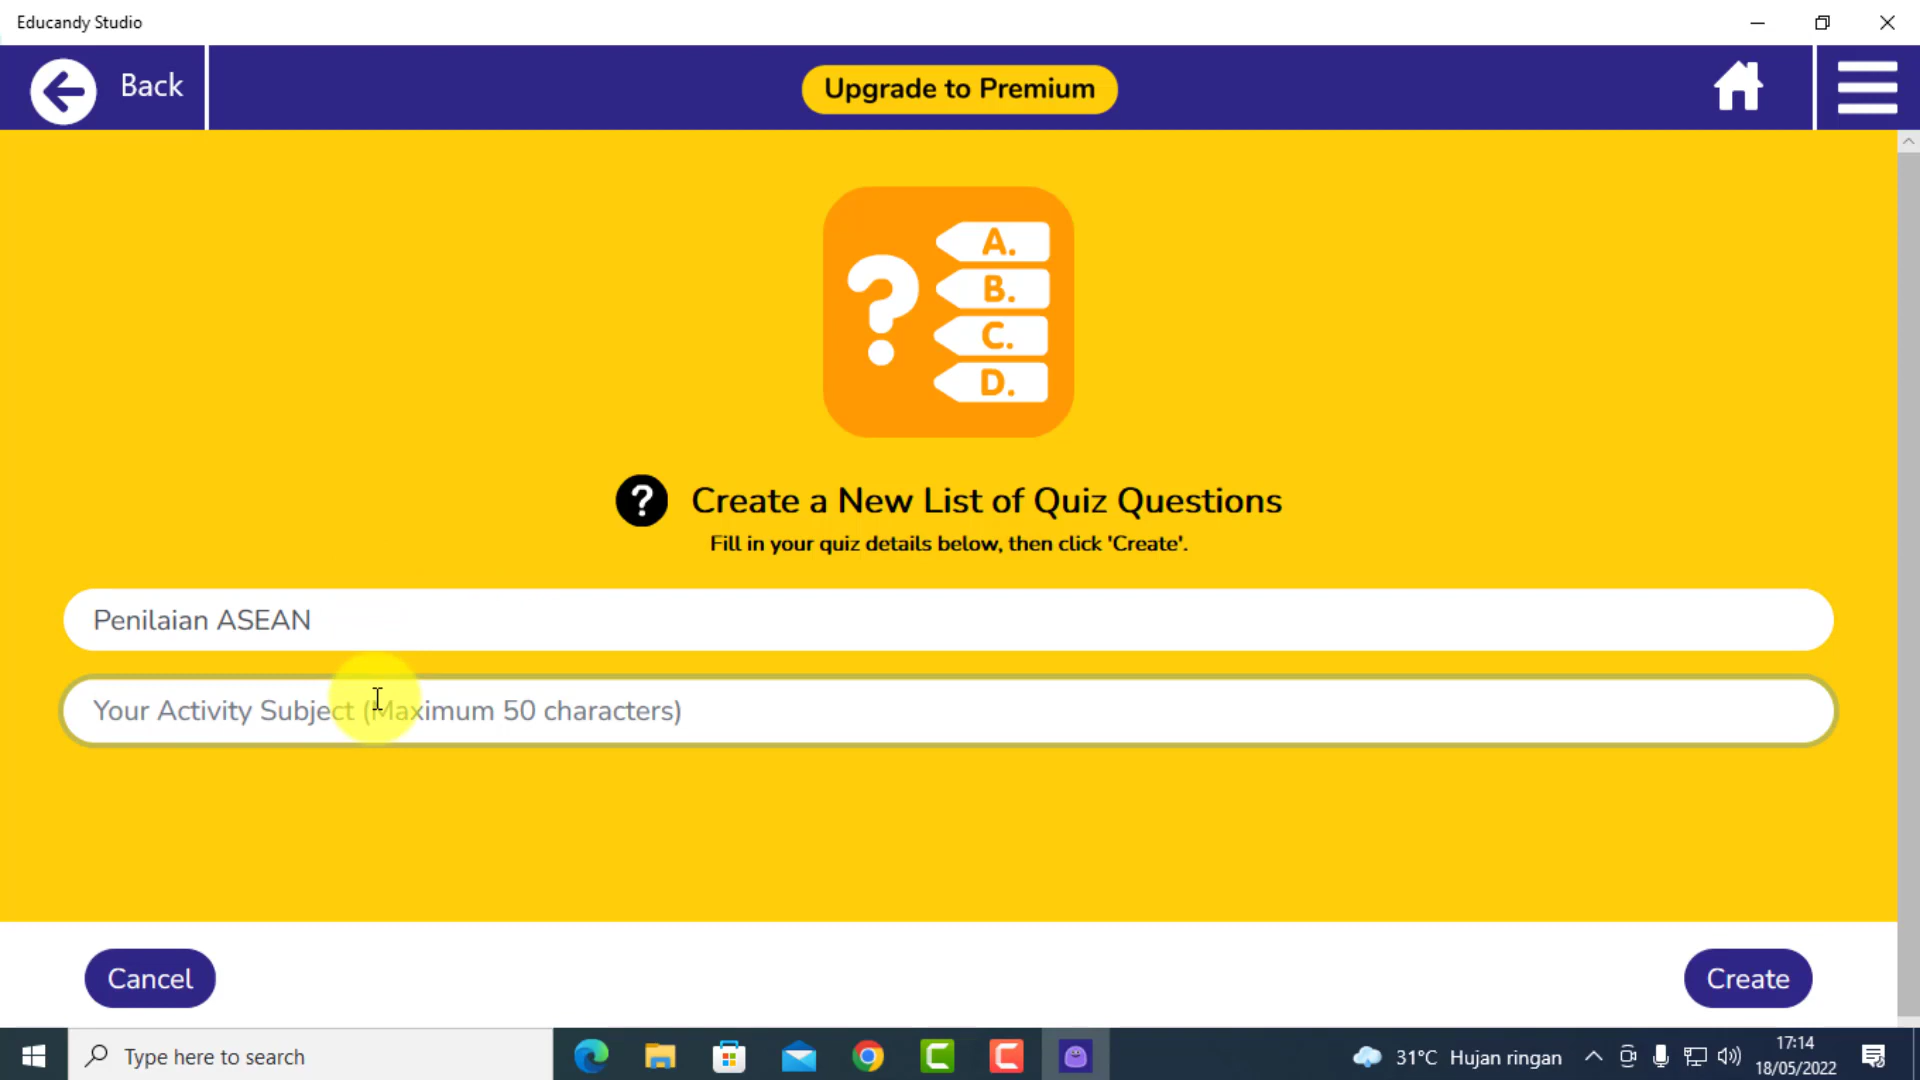 Educandy Studio
Back
Upgrade to Premium
?
A.
B.
C.
D.
? Create a New List of Quiz Questions
Fill in your quiz details below, then click 'Create'.
Penilaian ASEAN
Your Activity Subject (Maximum 50 characters)
Cancel
Create
Type here to search
31°C Hujan ringan
17:14
18/05/2022